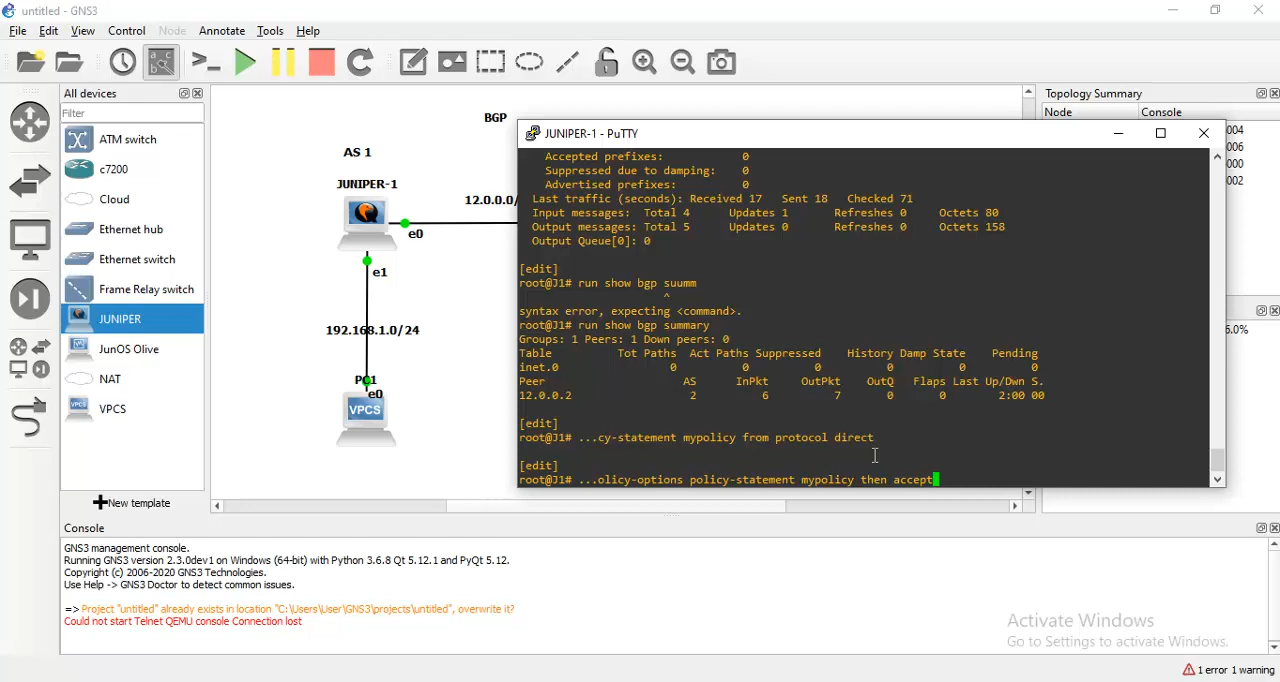 untitled - GNS3
File Edit View Control Node Annotate Tools Help
All devices
Filter
ATM switch
c7200
Cloud
Ethernet hub
Ethernet switch
Frame Relay switch
JUNIPER
JunOS Olive
NAT
VPCS
New template
BGP
AS 1
JUNIPER-1
12.0.0.0/
e0
e1
192.168.1.0/24
PC1
e0
VPCS
JUNIPER-1 - PuTTY
Accepted prefixes: 0
Suppressed due to damping: 0
Advertised prefixes: 0
Last traffic (seconds): Received 17 Sent 18 Checked 71
Input messages: Total 4 Updates 1 Refreshes 0 Octets 80
Output messages: Total 5 Updates 0 Refreshes 0 Octets 158
Output Queue[0]: 0
[edit]
root@J1# run show bgp suumm
^
syntax error, expecting <command>.
root@J1# run show bgp summary
Groups: 1 Peers: 1 Down peers: 0
Table Tot Paths Act Paths Suppressed History Damp State Pending
inet.0 0 0 0 0 0 0
Peer AS InPkt OutPkt OutQ Flaps Last Up/Dwn S.
12.0.0.2 2 6 7 0 0 2:00 00
[edit]
root@J1# ...cy-statement mypolicy from protocol direct
[edit]
root@J1# ...olicy-options policy-statement mypolicy then accept
Topology Summary
Node Console
004
006
000
002
6.0%
Console
GNS3 management console.
Running GNS3 version 2.3.0dev1 on Windows (64-bit) with Python 3.6.8 Qt 5.12.1 and PyQt 5.12.
Copyright (c) 2006-2020 GNS3 Technologies.
Use Help -> GNS3 Doctor to detect common issues.
=> Project "untitled" already exists in location "C:\Users\User\GNS3\projects\untitled", overwrite it?
Could not start Telnet QEMU console Connection lost
Activate Windows
Go to Settings to activate Windows.
1 error 1 warning